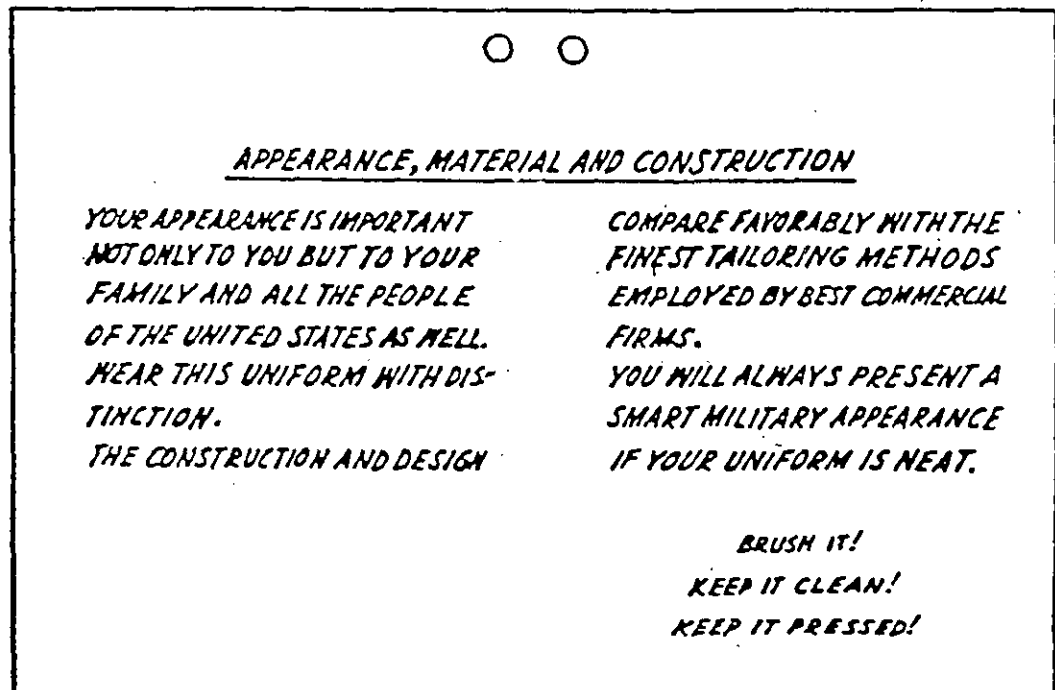 APPEARANCE, MATERIAL AND CONSTRUCTION
YOUR APPEARANCE IS IMPORTANT
NOT ONLY TO YOU BUT TO YOUR
FAMILY AND ALL THE PEOPLE
OF THE UNITED STATES AS WELL.
WEAR THIS UNIFORM WITH DIS-
TINCTION.
THE CONSTRUCTION AND DESIGN
COMPARE FAVORABLY WITH THE
FINEST TAILORING METHODS
EMPLOYED BY BEST COMMERCIAL
FIRMS.
YOU WILL ALWAYS PRESENT A
SMART MILITARY APPEARANCE
IF YOUR UNIFORM IS NEAT.
BRUSH IT!
KEEP IT CLEAN!
KEEP IT PRESSED!